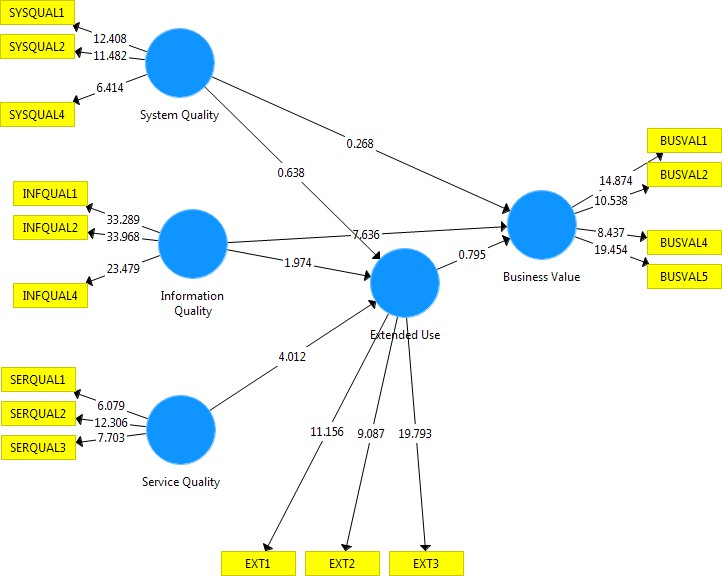 SYSQUAL1
SYSQUAL2
SYSQUAL4
12.408
11.482
6.414
System Quality
0.268
0.638
INFQUAL1
INFQUAL2
INFQUAL4
33.289
33.968
23.479
Information
Quality
7.636
1.974
SERQUAL1
SERQUAL2
SERQUAL3
6.079
12.306
7.703
Service Quality
4.012
Extended Use
0.795
Business Value
14.874
10.538
8.437
19.454
BUSVAL1
BUSVAL2
BUSVAL4
BUSVAL5
11.156
9.087
19.793
EXT1
EXT2
EXT3